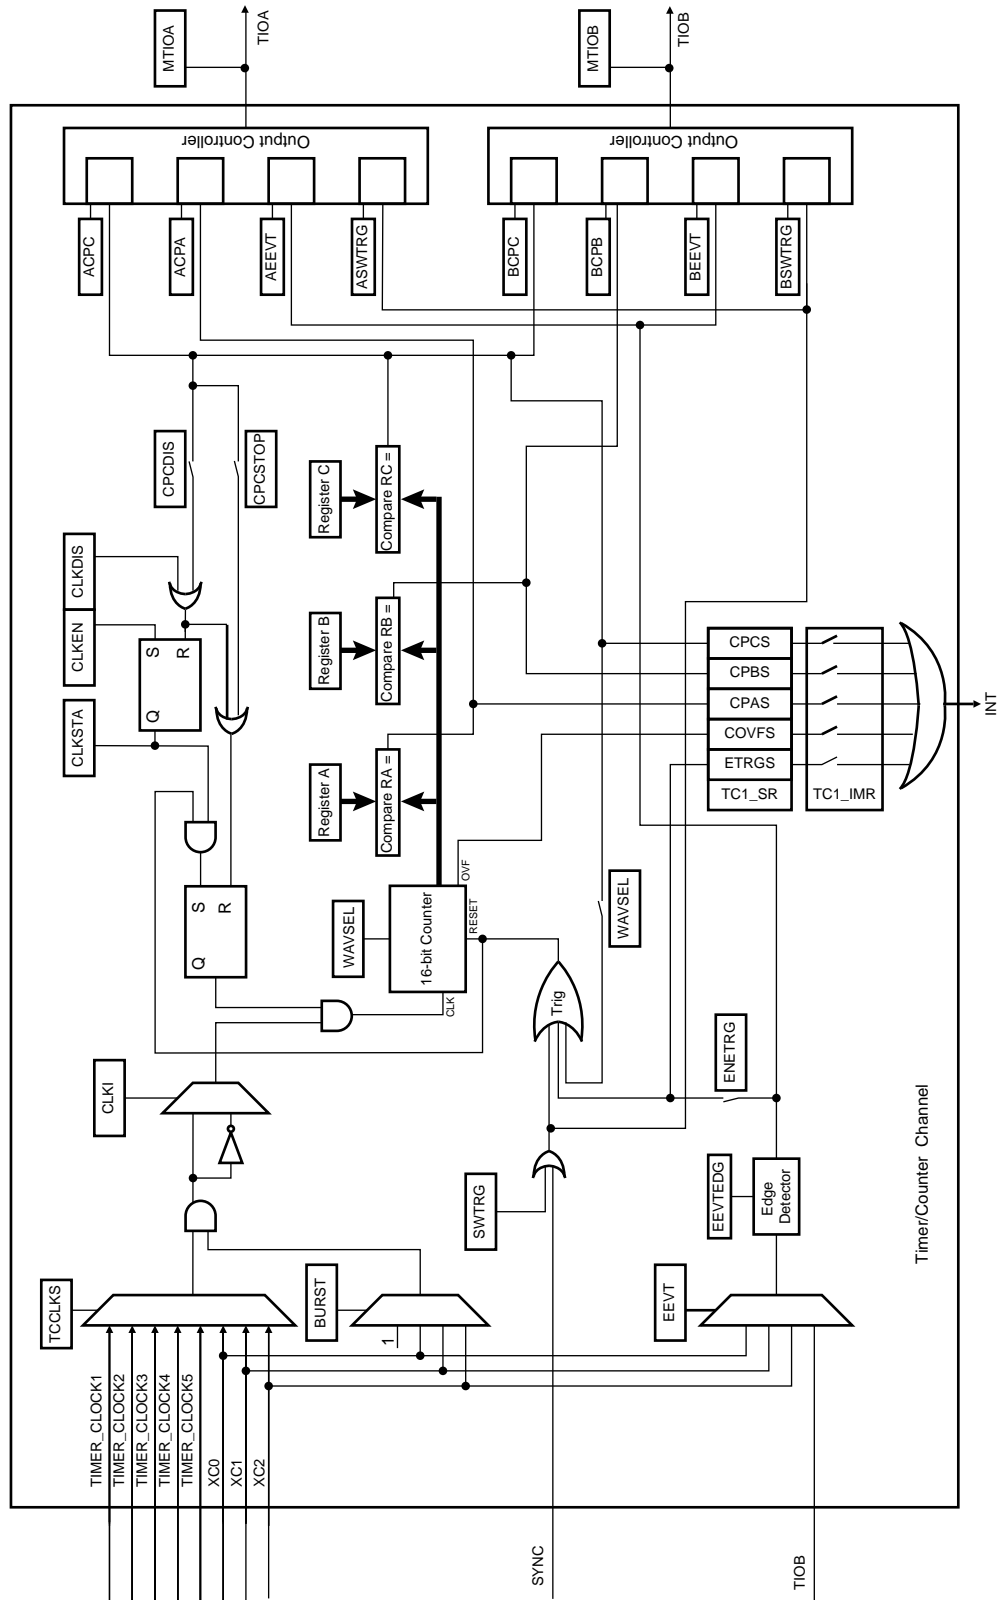 TIMER_CLOCK1
TIMER_CLOCK2
TIMER_CLOCK3
TIMER_CLOCK4
TIMER_CLOCK5
XC0
XC1
XC2
SYNC
TIOB
TCCLKS
BURST
1
EEVT
CLKI
SWTRG
EEVTEDG
Edge
Detector
ENETRG
Timer/Counter Channel
Trig
WAVSEL
WAVSEL
16-bit Counter
CLK
RESET
OVF
Q
S
R
CLKSTA
CLKEN
CLKDIS
Q
S
R
CPCDIS
CPCSTOP
Register A
Register B
Register C
Compare RA =
Compare RB =
Compare RC =
CPCS
CPBS
CPAS
COVFS
ETRGS
TC1_SR
TC1_IMR
INT
ACPC
ACPA
AEEVT
ASWTRG
BCPC
BCPB
BEEVT
BSWTRG
Output Controller
Output Controller
MTIOA
TIOA
MTIOB
TIOB